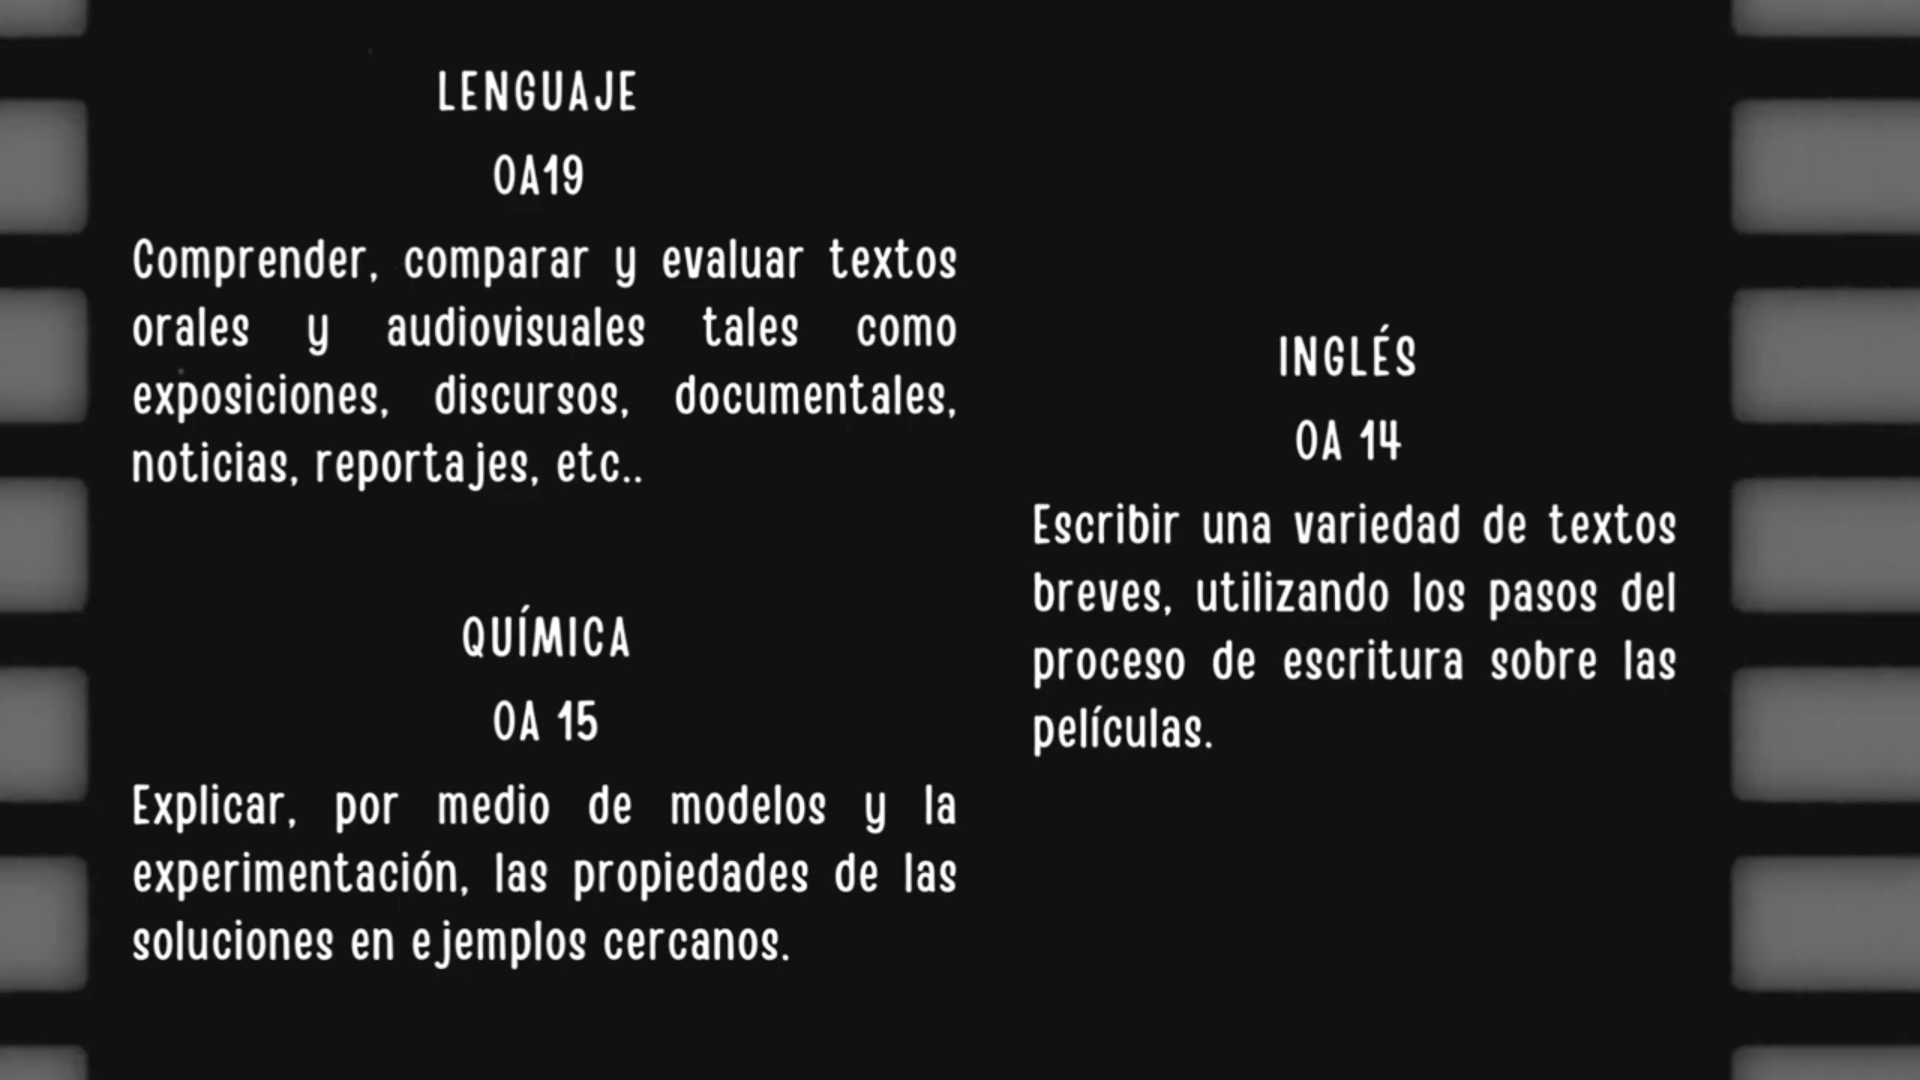 LENGUAJE
OA19
Comprender, comparar y evaluar textos
orales y audiovisuales tales como
exposiciones, discursos, documentales,
noticias, reportajes, etc..
QUÍMICA
OA 15
Explicar, por medio de modelos y la
experimentación, las propiedades de las
soluciones en ejemplos cercanos.
INGLÉS
OA 14
Escribir una variedad de textos
breves, utilizando los pasos del
proceso de escritura sobre las
películas.